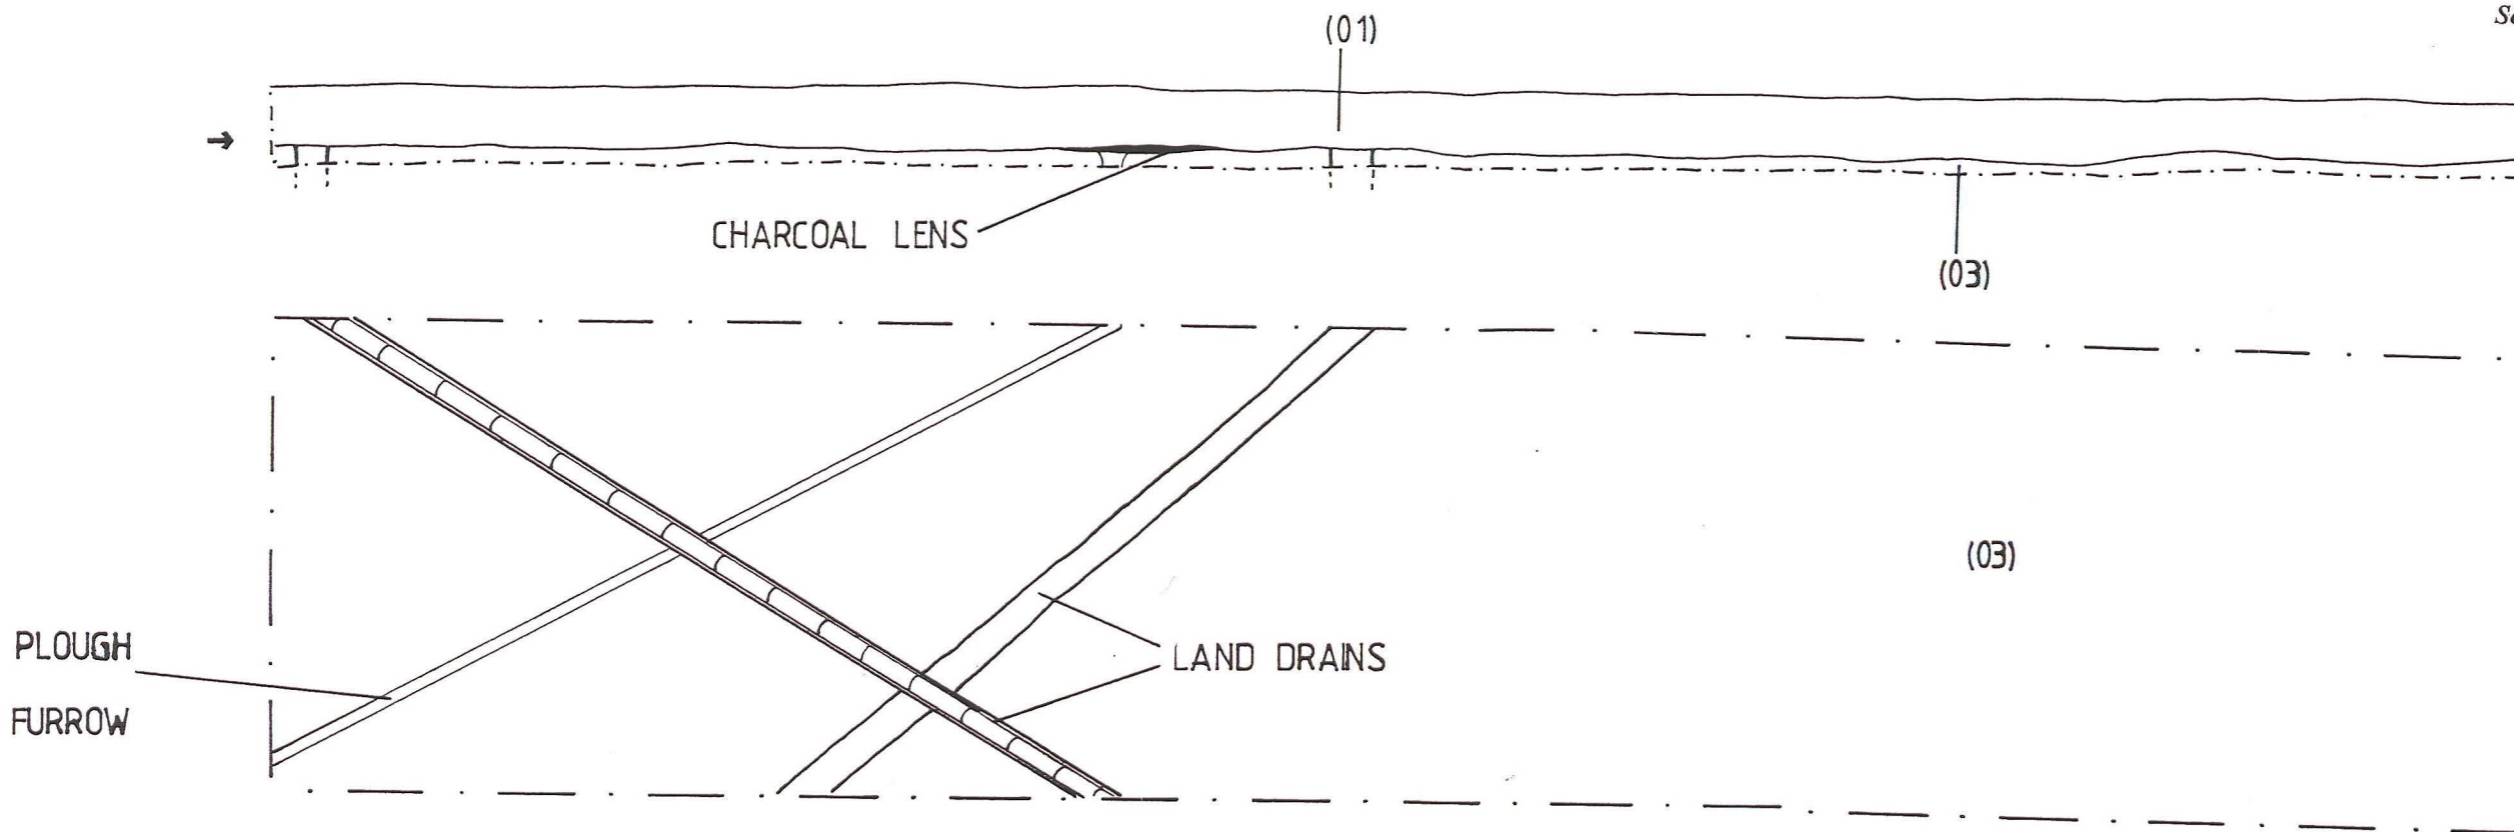 (01)
CHARCOAL LENS
(03)
(03)
PLOUGH
FURROW
LAND DRAINS